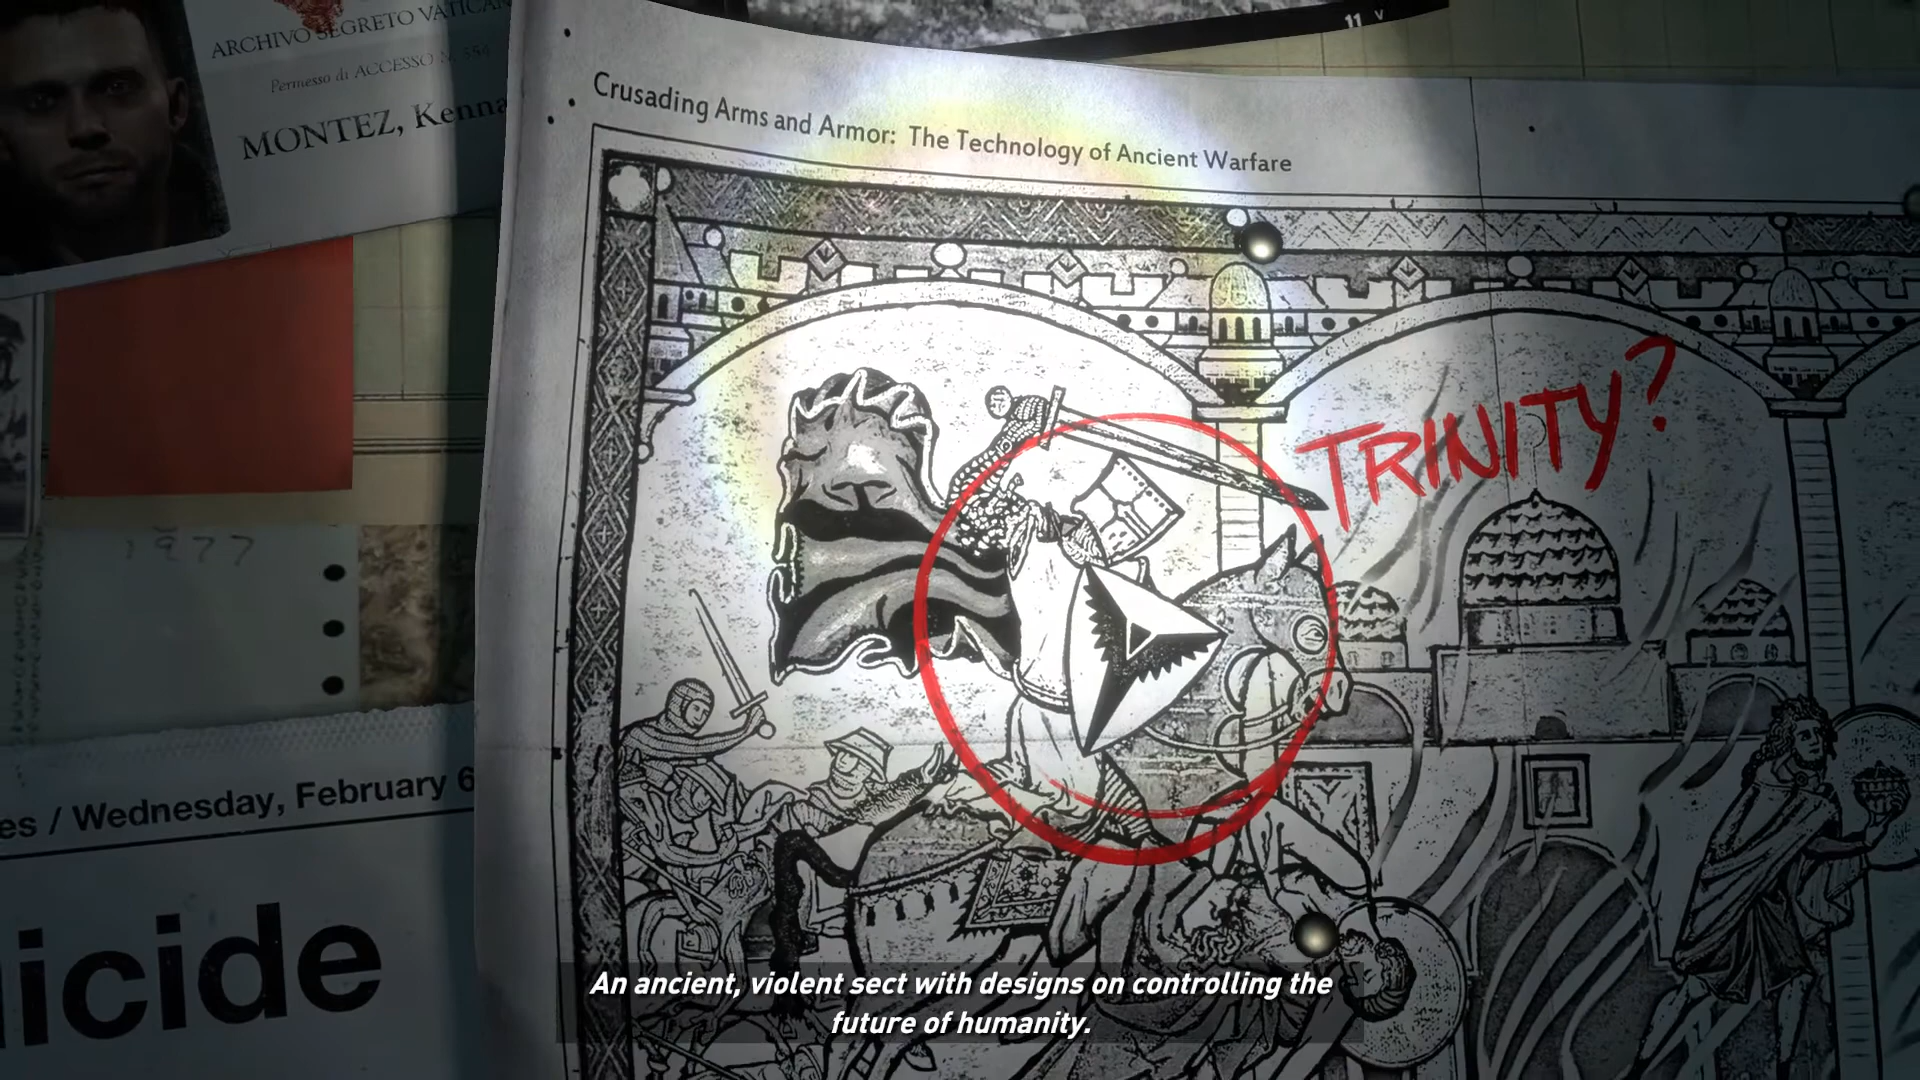 11 V
ARCHIVO SEGRETO VATICAN
Permesso di ACCESSO N. 559
MONTEZ, Kenna
Crusading Arms and Armor: The Technology of Ancient Warfare
TRINITY?
1977
es / Wednesday, February 6
icide
An ancient, violent sect with designs on controlling the
future of humanity.